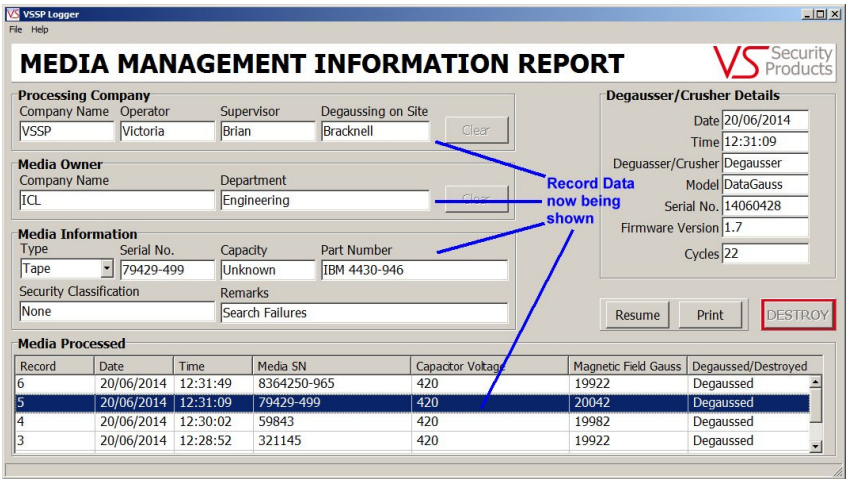 VS VSSP Logger
File Help
MEDIA MANAGEMENT INFORMATION REPORT
VS Security Products
Processing Company
Company Name Operator Supervisor Degaussing on Site
VSSP Victoria Brian Bracknell Clear
Media Owner
Company Name Department
ICL Engineering Clear
Media Information
Type Serial No. Capacity Part Number
Tape 79429-499 Unknown IBM 4430-946
Security Classification Remarks
None Search Failures
Record Data
now being
shown
Degausser/Crusher Details
Date 20/06/2014
Time 12:31:09
Deguasser/Crusher Degausser
Model DataGauss
Serial No. 14060428
Firmware Version 1.7
Cycles 22
Resume Print DESTROY
Media Processed
Record Date Time Media SN Capacitor Voltage Magnetic Field Gauss Degaussed/Destroyed
6 20/06/2014 12:31:49 8364250-965 420 19922 Degaussed
5 20/06/2014 12:31:09 79429-499 420 20042 Degaussed
4 20/06/2014 12:30:02 59843 420 19982 Degaussed
3 20/06/2014 12:28:52 321145 420 19922 Degaussed